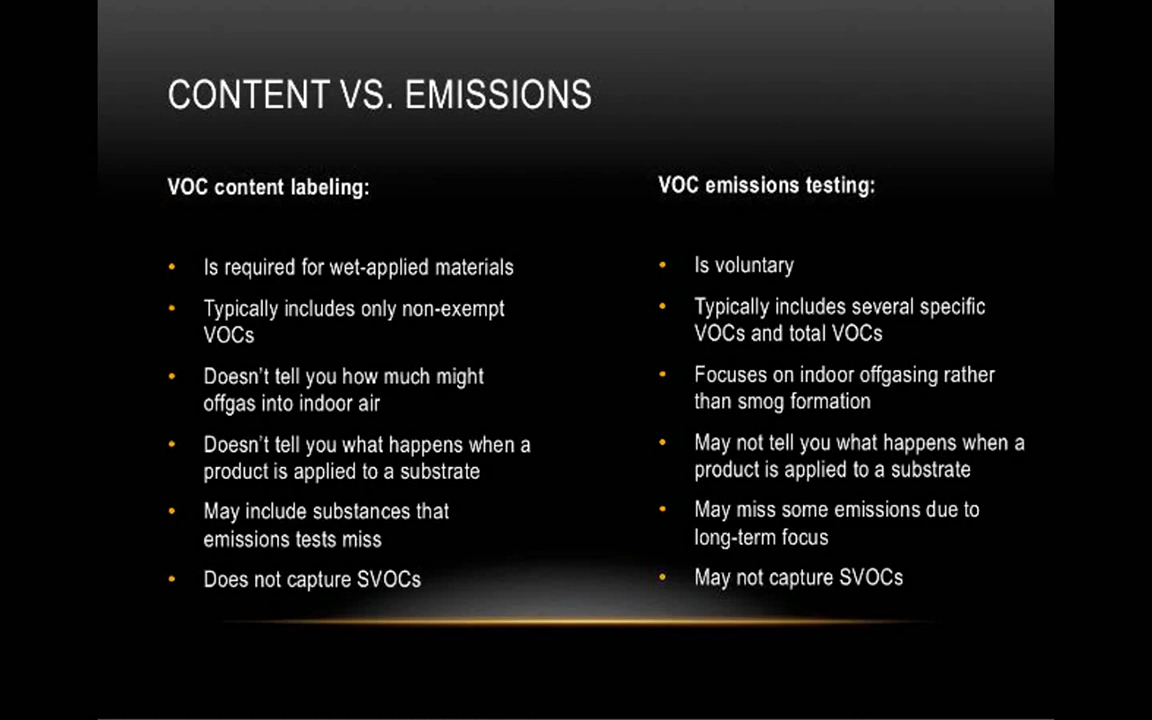 CONTENT VS. EMISSIONS
VOC content labeling:
• Is required for wet-applied materials
• Typically includes only non-exempt
VOCs
• Doesn't tell you how much might
offgas into indoor air
• Doesn't tell you what happens when a
product is applied to a substrate
• May include substances that
emissions tests miss
• Does not capture SVOCs
VOC emissions testing:
• Is voluntary
• Typically includes several specific
VOCs and total VOCs
• Focuses on indoor offgasing rather
than smog formation
• May not tell you what happens when a
product is applied to a substrate
• May miss some emissions due to
long-term focus
• May not capture SVOCs